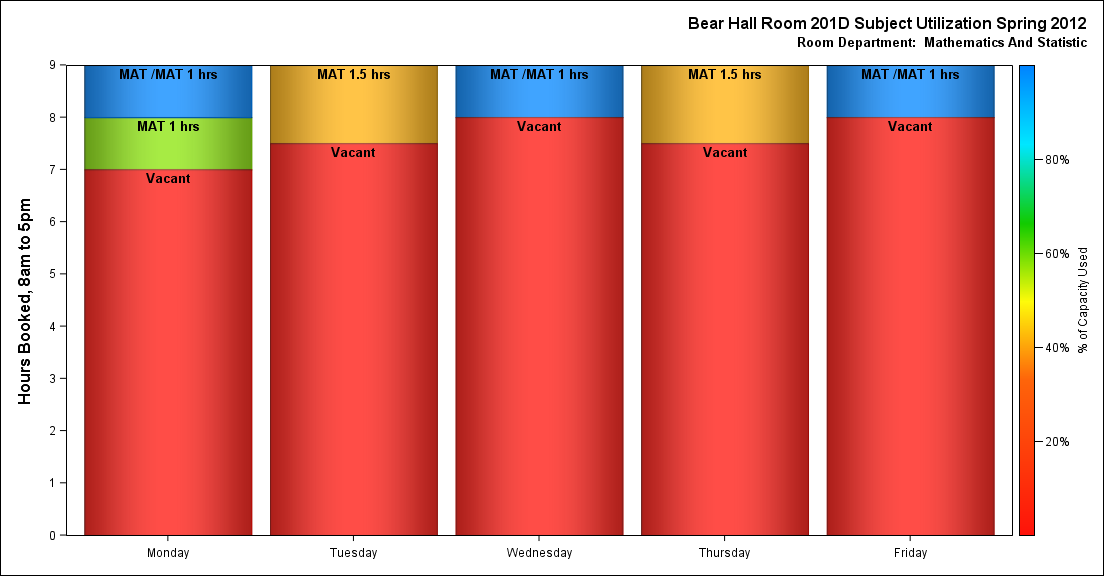 Bear Hall Room 201D Subject Utilization Spring 2012
Room Department:  Mathematics And Statistic
Hours Booked, 8am to 5pm
9
8
7
6
5
4
3
2
1
0
MAT /MAT 1 hrs
MAT 1 hrs
Vacant
MAT 1.5 hrs
Vacant
MAT /MAT 1 hrs
Vacant
MAT 1.5 hrs
Vacant
MAT /MAT 1 hrs
Vacant
Monday
Tuesday
Wednesday
Thursday
Friday
80%
60%
40%
20%
% of Capacity Used